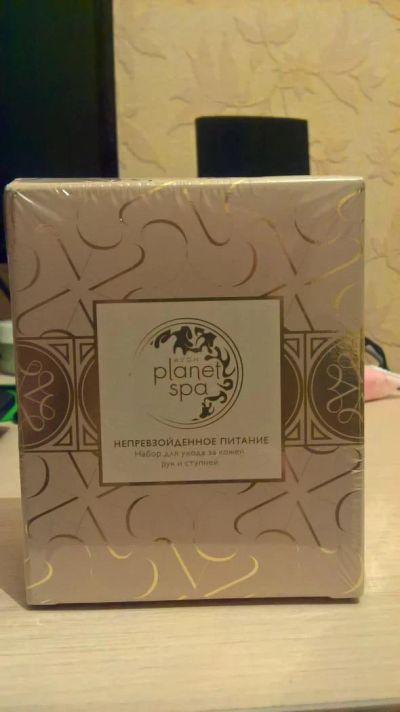 AVON
planet
spa
НЕПРЕВЗОЙДЕННОЕ ПИТАНИЕ
Набор для ухода за кожей
рук и ступней